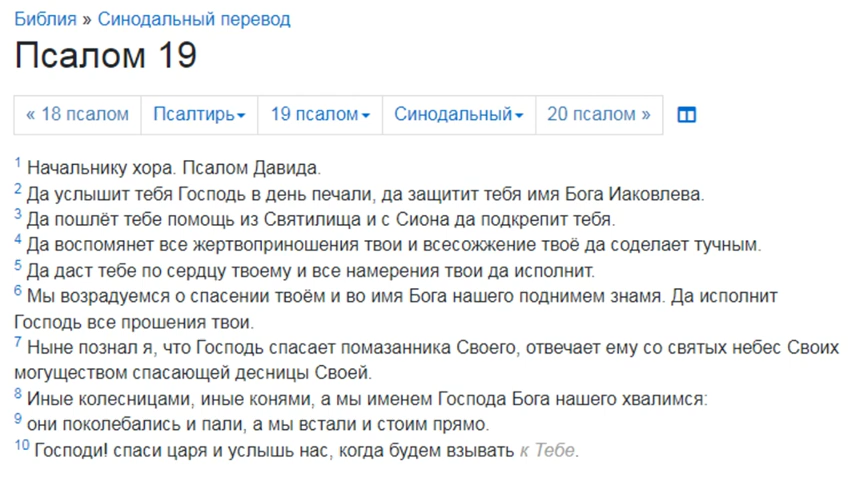 Библия » Синодальный перевод
Псалом 19
« 18 псалом Псалтирь 19 псалом Синодальный 20 псалом »
1 Начальнику хора. Псалом Давида.
2 Да услышит тебя Господь в день печали, да защитит тебя имя Бога Иаковлева.
3 Да пошлёт тебе помощь из Святилища и с Сиона да подкрепит тебя.
4 Да воспомянет все жертвоприношения твои и всесожжение твоё да соделает тучным.
5 Да даст тебе по сердцу твоему и все намерения твои да исполнит.
6 Мы возрадуемся о спасении твоём и во имя Бога нашего поднимем знамя. Да исполнит
Господь все прошения твои.
7 Ныне познал я, что Господь спасает помазанника Своего, отвечает ему со святых небес Своих
могуществом спасающей десницы Своей.
8 Иные колесницами, иные конями, а мы именем Господа Бога нашего хвалимся:
9 они поколебались и пали, а мы встали и стоим прямо.
10 Господи! спаси царя и услышь нас, когда будем взывать к Тебе.